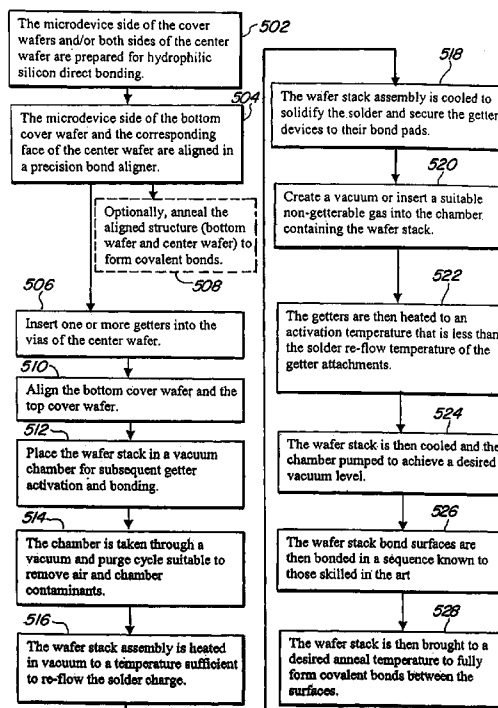 502
The microdevice side of the cover
wafers and/or both sides of the center
wafer are prepared for hydrophilic
silicon direct bonding.
504
The microdevice side of the bottom
cover wafer and the corresponding
face of the center wafer are aligned in
a precision bond aligner.
Optionally, anneal the
aligned structure (bottom
wafer and center wafer) to
form covalent bonds.
508
506
Insert one or more getters into the
vias of the center wafer.
510
Align the bottom cover wafer and the
top cover wafer.
512
Place the wafer stack in a vacuum
chamber for subsequent getter
activation and bonding.
514
The chamber is taken through a
vacuum and purge cycle suitable to
remove air and chamber
contaminants.
516
The wafer stack assembly is heated
in vacuum to a temperature sufficient
to re-flow the solder charge.
518
The wafer stack assembly is cooled to
solidify the solder and secure the getter
devices to their bond pads.
520
Create a vacuum or insert a suitable
non-getterable gas into the chamber
containing the wafer stack.
522
The getters are then heated to an
activation temperature that is less than
the solder re-flow temperature of the
getter attachments.
524
The wafer stack is then cooled and the
chamber pumped to achieve a desired
vacuum level.
526
The wafer stack bond surfaces are
then bonded in a sequence known to
those skilled in the art
528
The wafer stack is then brought to a
desired anneal temperature to fully
form covalent bonds between the
surfaces.